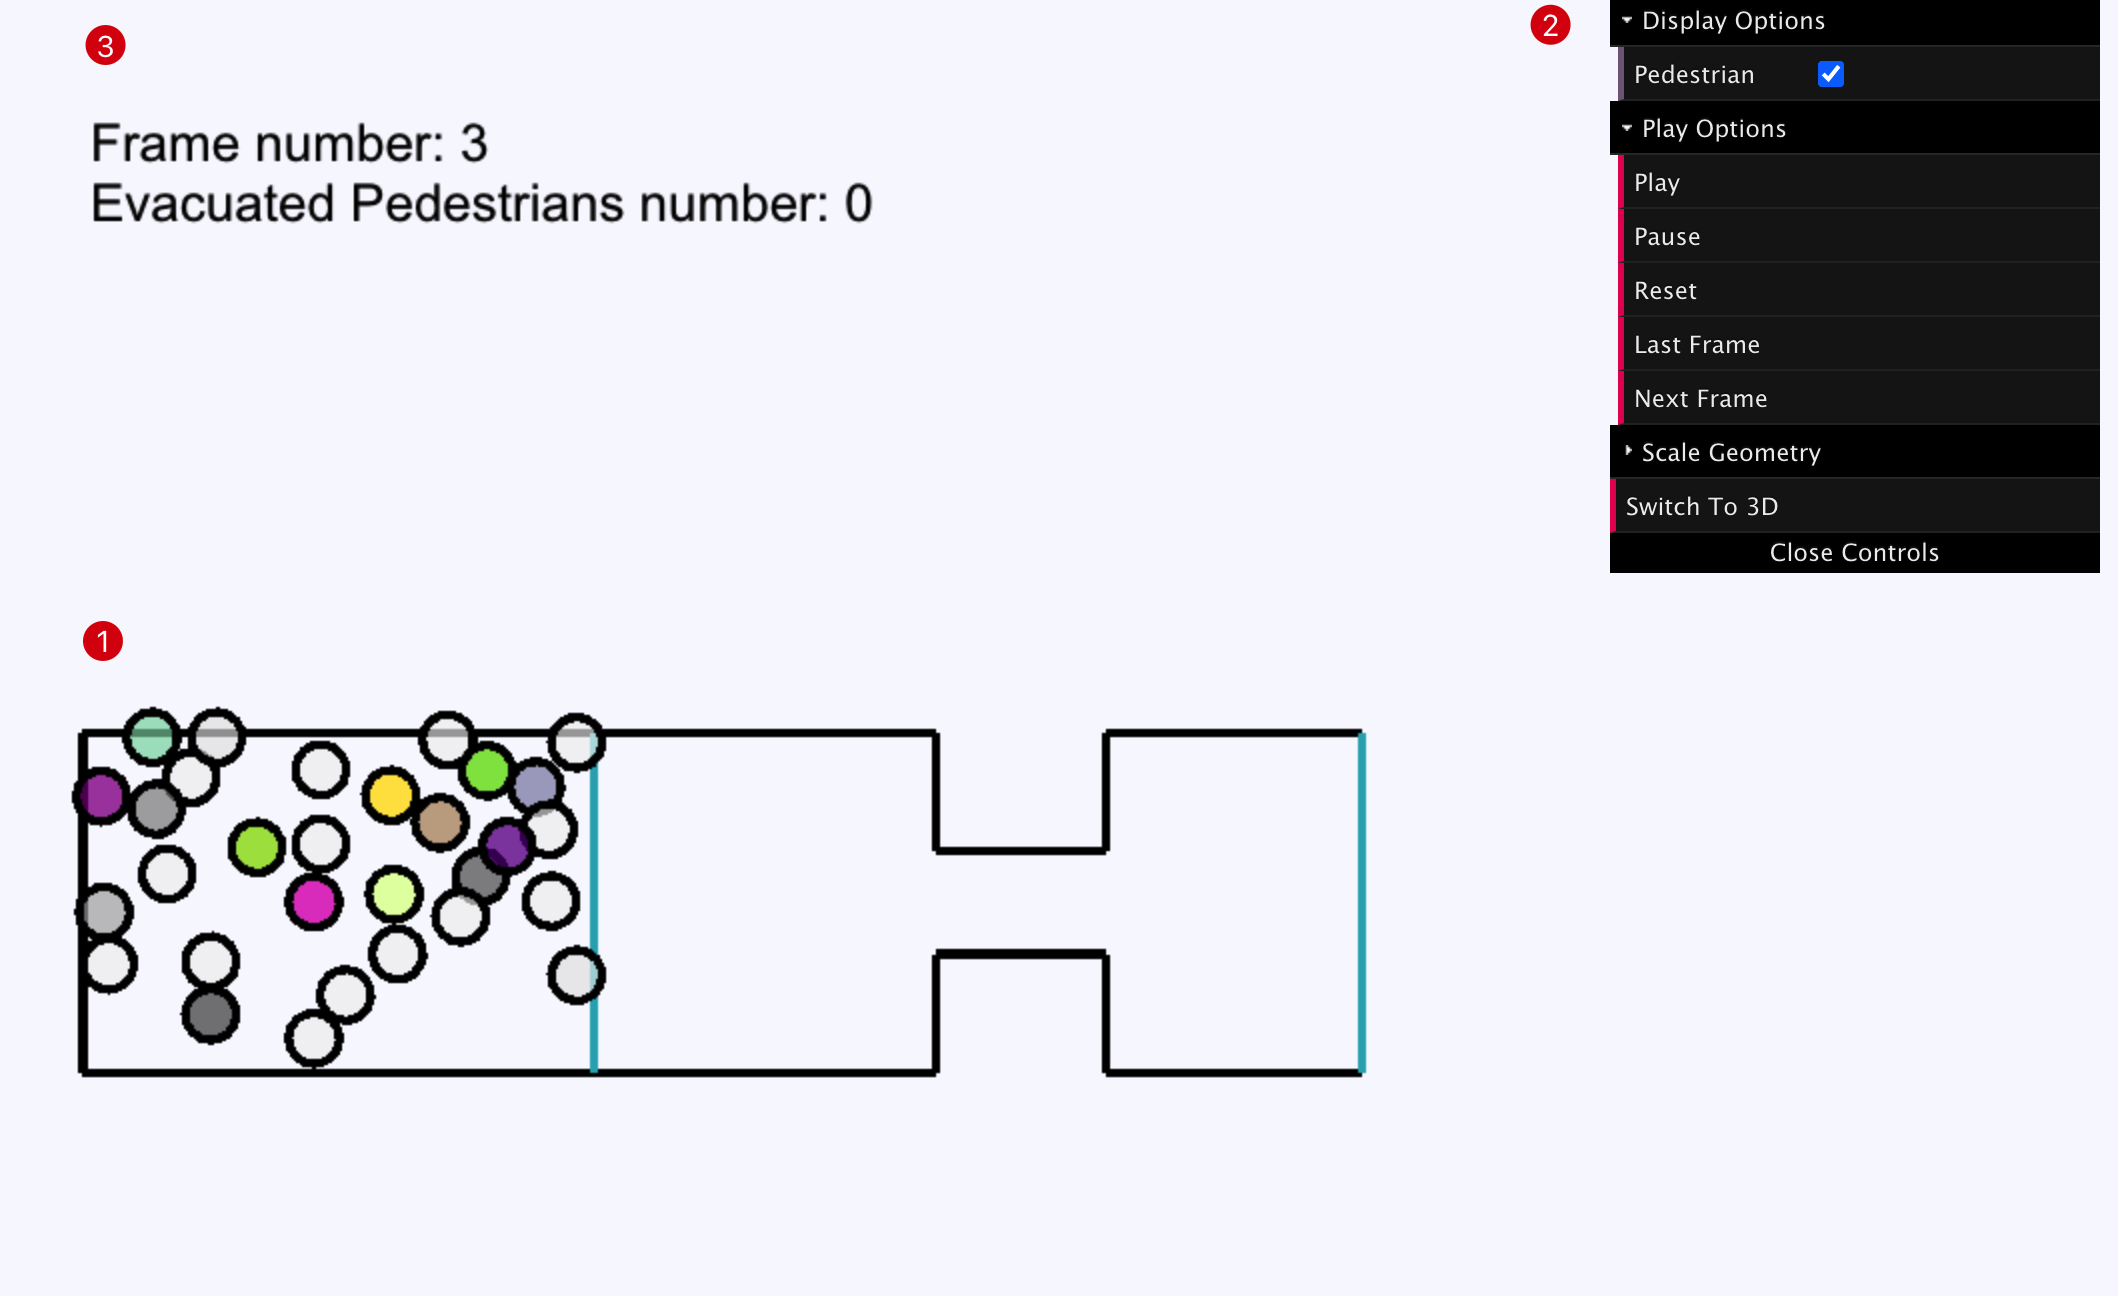 3
Frame number: 3
Evacuated Pedestrians number: 0
2
Display Options
Pedestrian
Play Options
Play
Pause
Reset
Last Frame
Next Frame
Scale Geometry
Switch To 3D
Close Controls
1